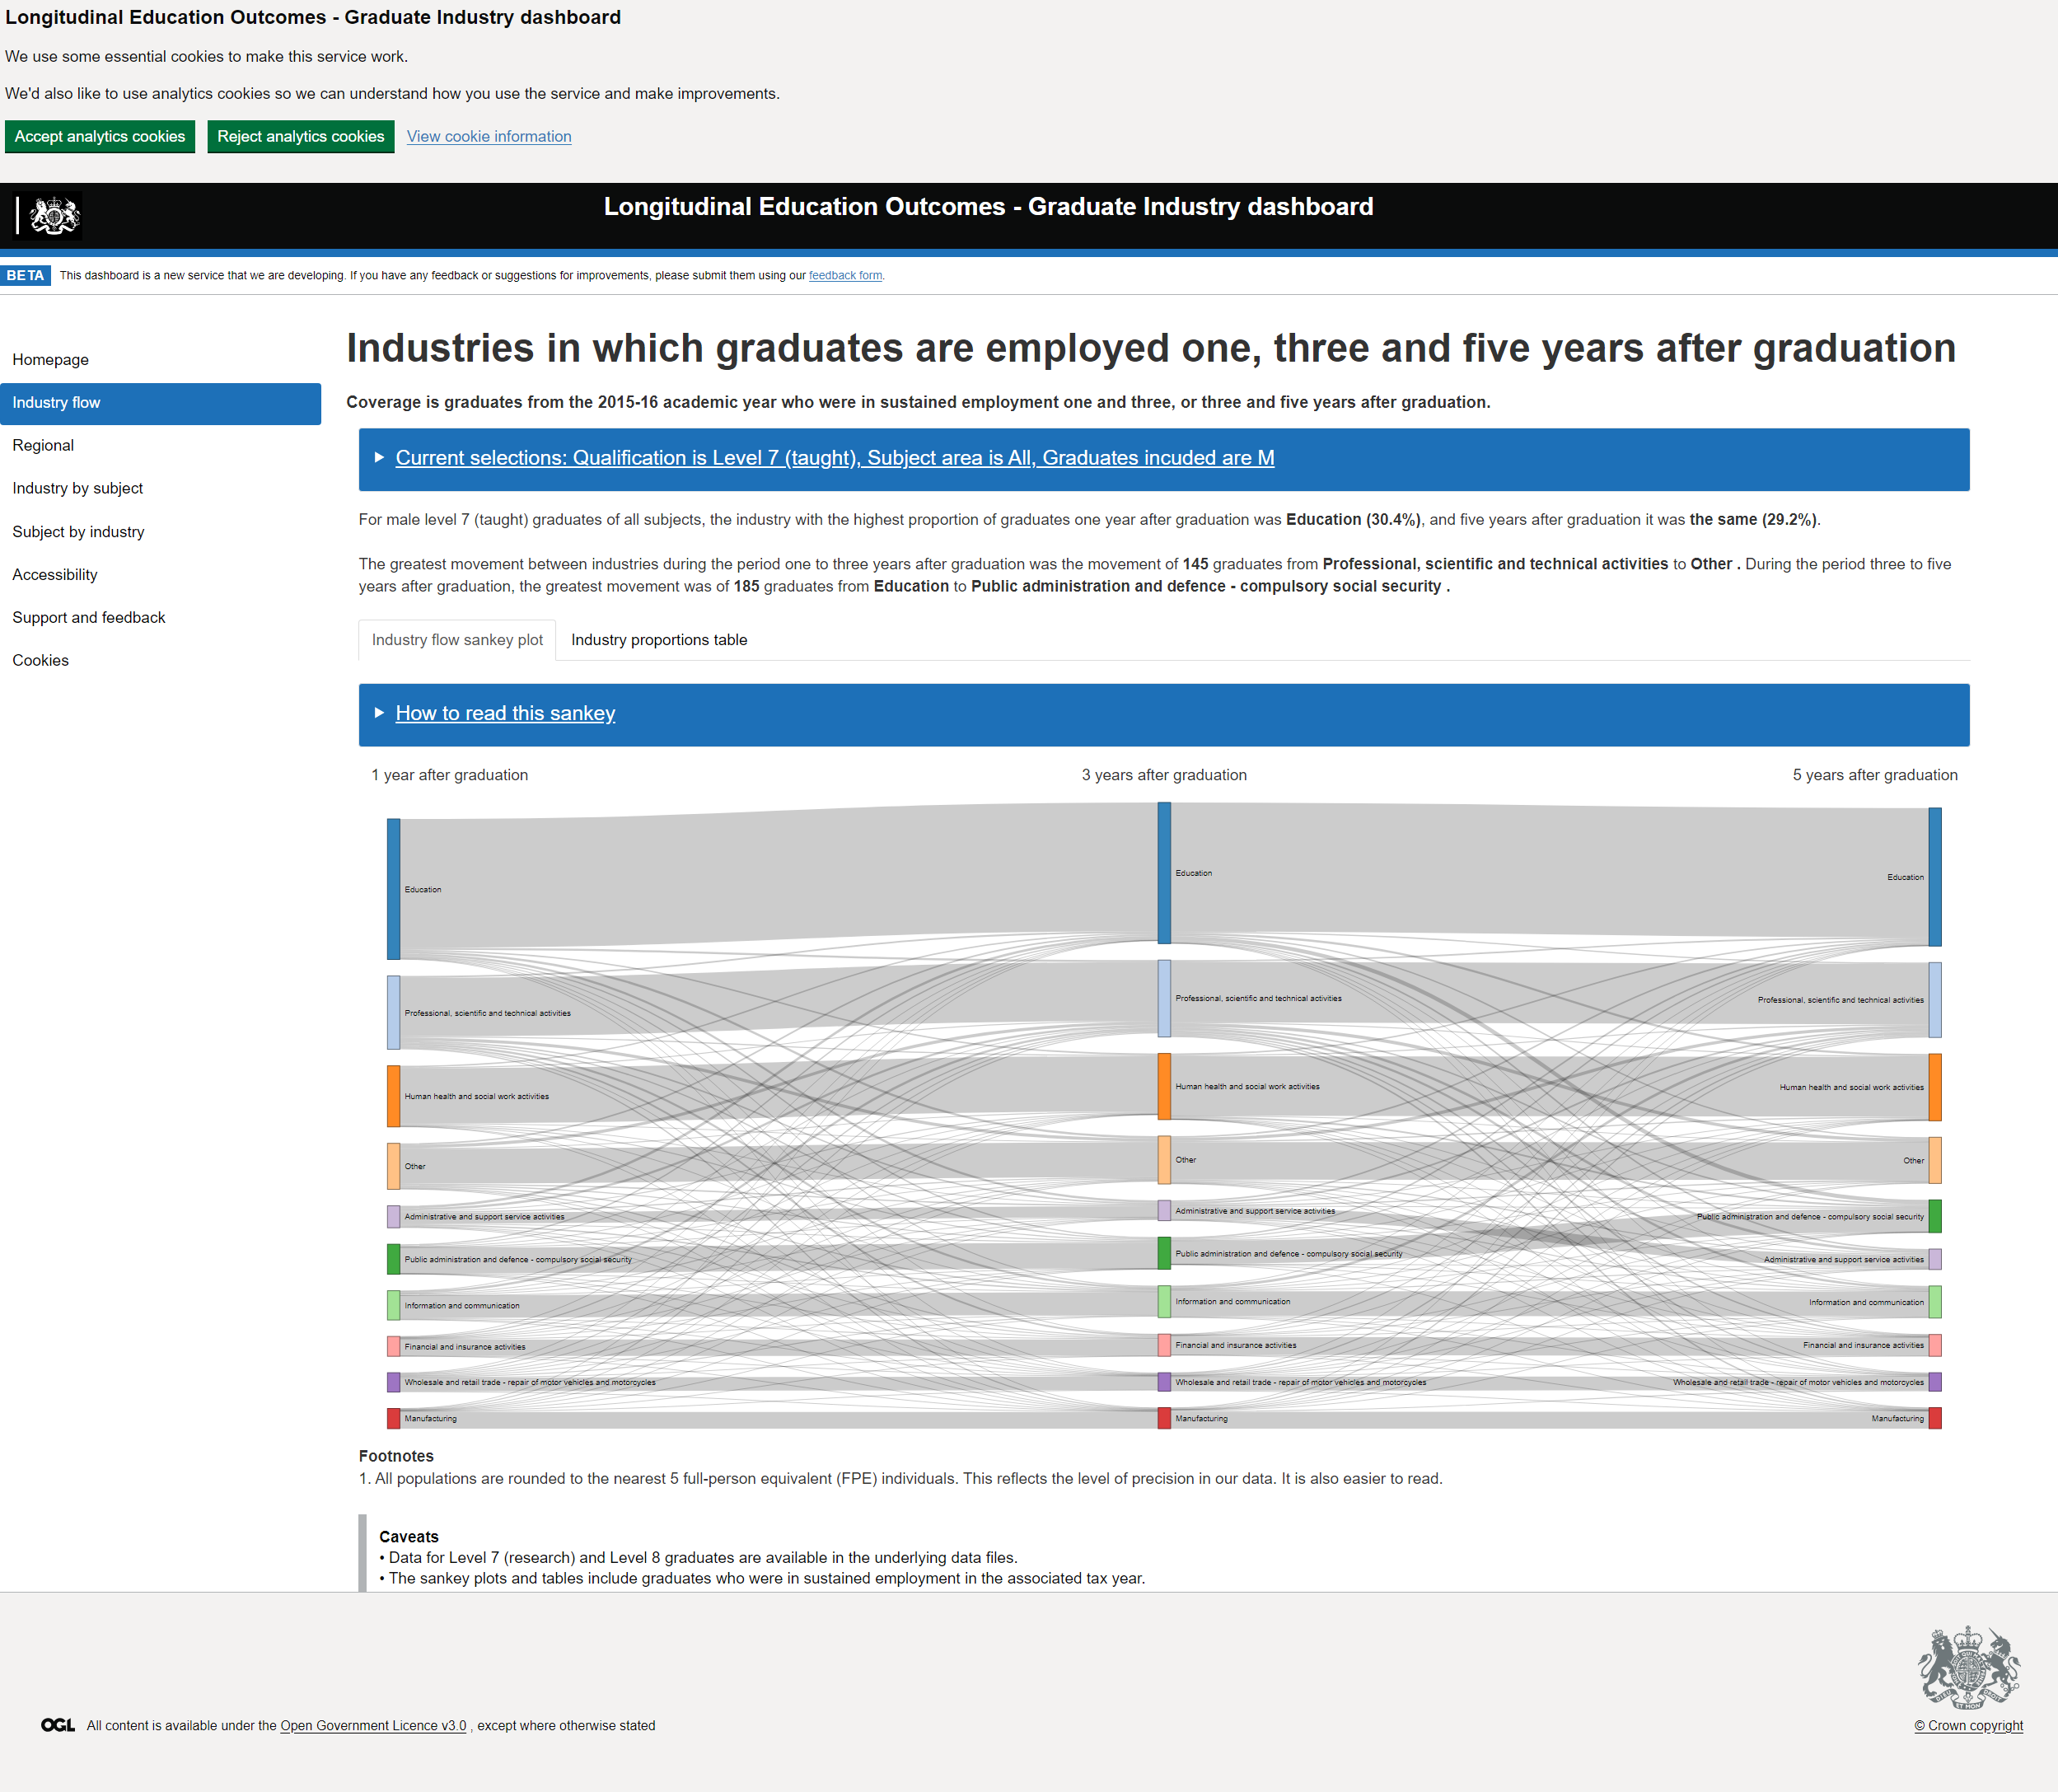 Longitudinal Education Outcomes - Graduate Industry dashboard
We use some essential cookies to make this service work.
We'd also like to use analytics cookies so we can understand how you use the service and make improvements.
Accept analytics cookies Reject analytics cookies View cookie information
Longitudinal Education Outcomes - Graduate Industry dashboard
BETA This dashboard is a new service that we are developing. If you have any feedback or suggestions for improvements, please submit them using our feedback form.
Homepage
Industry flow
Regional
Industry by subject
Subject by industry
Accessibility
Support and feedback
Cookies
Industries in which graduates are employed one, three and five years after graduation
Coverage is graduates from the 2015-16 academic year who were in sustained employment one and three, or three and five years after graduation.
Current selections: Qualification is Level 7 (taught), Subject area is All, Graduates incuded are M
For male level 7 (taught) graduates of all subjects, the industry with the highest proportion of graduates one year after graduation was Education (30.4%), and five years after graduation it was the same (29.2%).
The greatest movement between industries during the period one to three years after graduation was the movement of 145 graduates from Professional, scientific and technical activities to Other . During the period three to five
years after graduation, the greatest movement was of 185 graduates from Education to Public administration and defence - compulsory social security .
Industry flow sankey plot Industry proportions table
How to read this sankey
1 year after graduation 3 years after graduation 5 years after graduation
Education
Professional, scientific and technical activities
Human health and social work activities
Other
Administrative and support service activities
Public administration and defence - compulsory social security
Information and communication
Financial and insurance activities
Wholesale and retail trade - repair of motor vehicles and motorcycles
Manufacturing
Education
Professional, scientific and technical activities
Human health and social work activities
Other
Administrative and support service activities
Public administration and defence - compulsory social security
Information and communication
Financial and insurance activities
Wholesale and retail trade - repair of motor vehicles and motorcycles
Manufacturing
Education
Professional, scientific and technical activities
Human health and social work activities
Other
Public administration and defence - compulsory social security
Administrative and support service activities
Information and communication
Financial and insurance activities
Wholesale and retail trade - repair of motor vehicles and motorcycles
Manufacturing
Footnotes
1. All populations are rounded to the nearest 5 full-person equivalent (FPE) individuals. This reflects the level of precision in our data. It is also easier to read.
Caveats
• Data for Level 7 (research) and Level 8 graduates are available in the underlying data files.
• The sankey plots and tables include graduates who were in sustained employment in the associated tax year.
OGL All content is available under the Open Government Licence v3.0 , except where otherwise stated
© Crown copyright